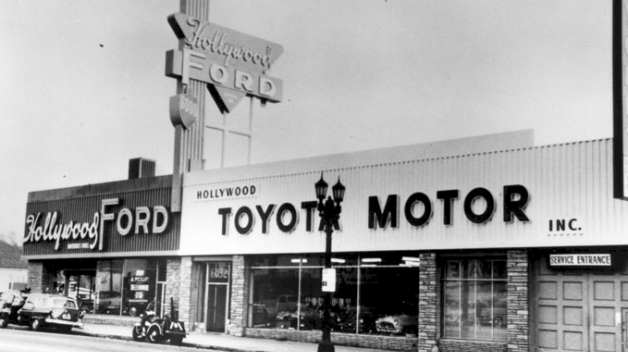 Hollywood
FORD
Hollywood FORD
HOLLYWOOD
TOYOTA MOTOR
INC.
SERVICE ENTRANCE